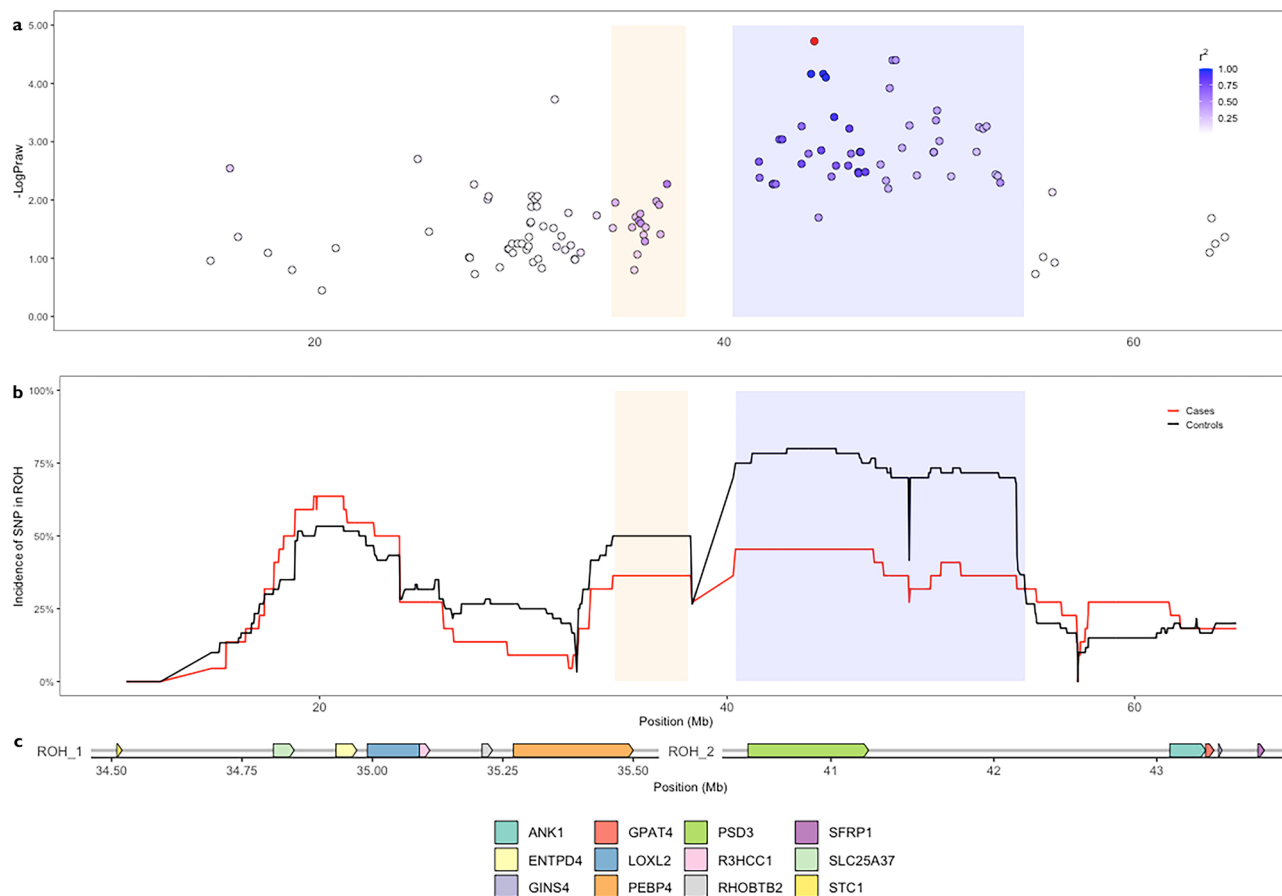 a
-LogPraw
5.00
4.00
3.00
2.00
1.00
0.00
20
40
60
r2
1.00
0.75
0.50
0.25
b
Incidence of SNP in ROH
100%
75%
50%
25%
0%
20
40
60
Position (Mb)
Cases
Controls
c
ROH_1
34.50
34.75
35.00
35.25
35.50
ROH_2
41
42
43
Position (Mb)
ANK1
GPAT4
PSD3
SFRP1
ENTPD4
LOXL2
R3HCC1
SLC25A37
GINS4
PEBP4
RHOBTB2
STC1